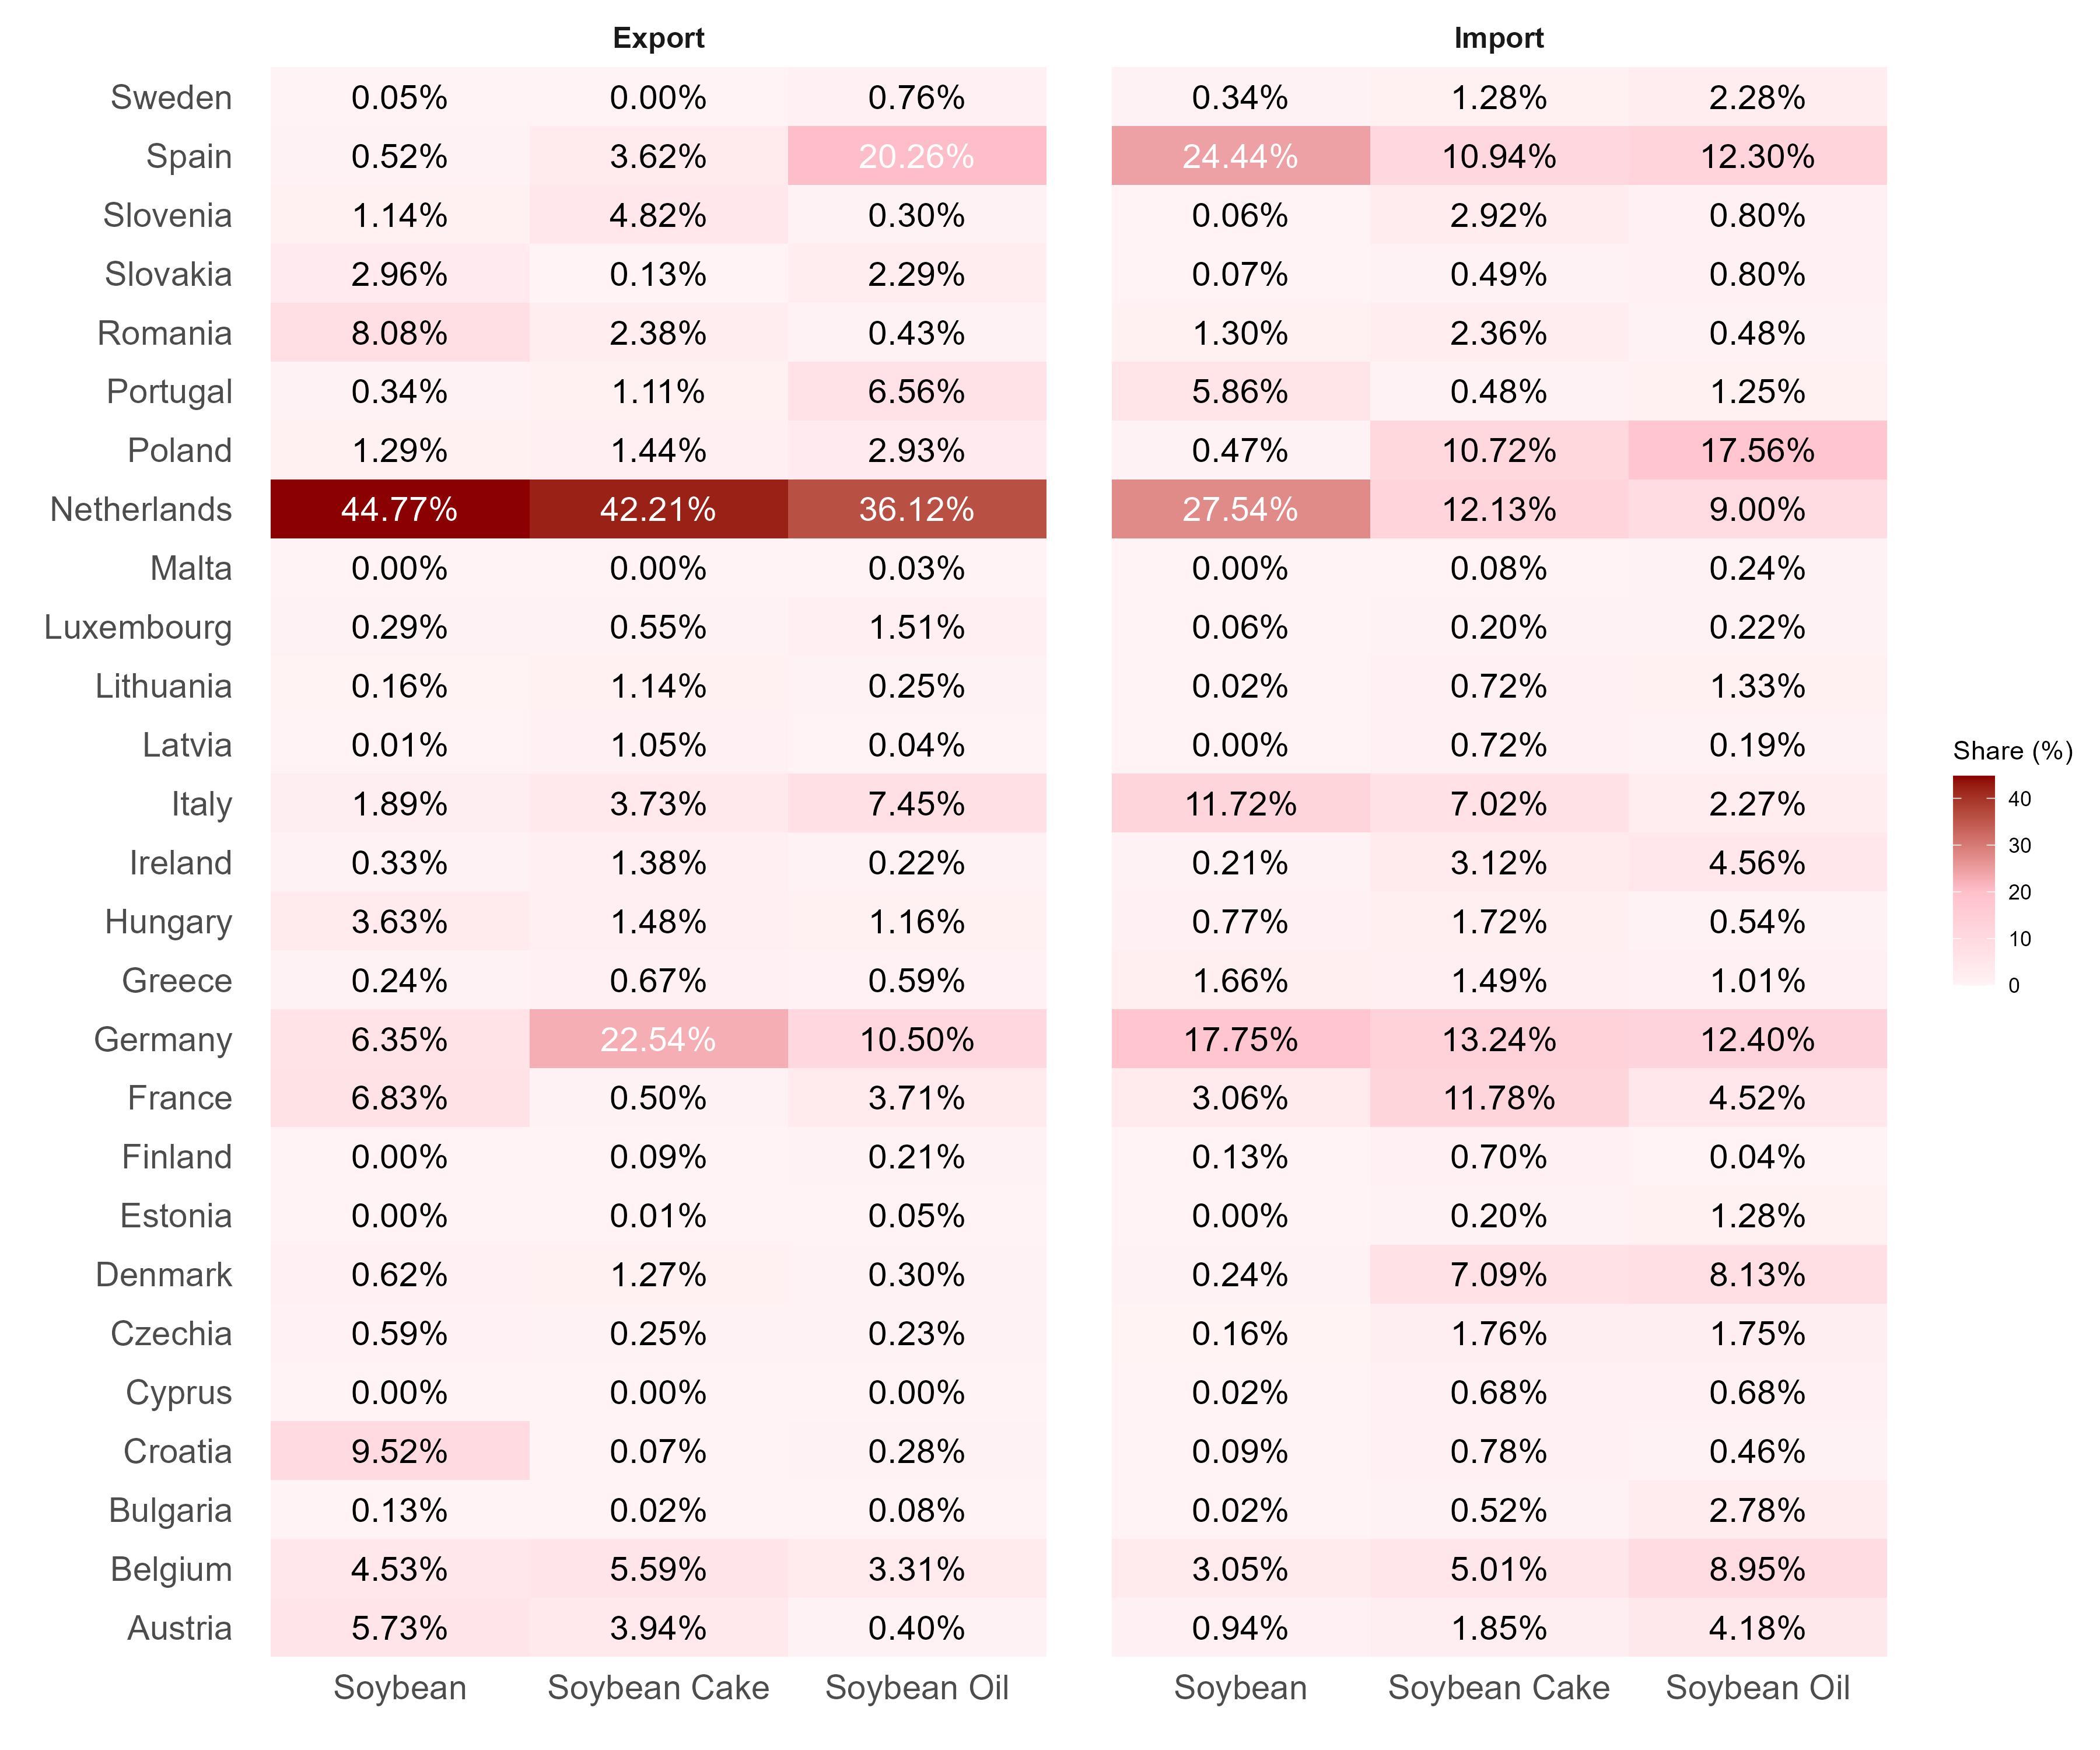 Export Import
Sweden 0.05% 0.00% 0.76% 0.34% 1.28% 2.28%
Spain 0.52% 3.62% 20.26% 24.44% 10.94% 12.30%
Slovenia 1.14% 4.82% 0.30% 0.06% 2.92% 0.80%
Slovakia 2.96% 0.13% 2.29% 0.07% 0.49% 0.80%
Romania 8.08% 2.38% 0.43% 1.30% 2.36% 0.48%
Portugal 0.34% 1.11% 6.56% 5.86% 0.48% 1.25%
Poland 1.29% 1.44% 2.93% 0.47% 10.72% 17.56%
Netherlands 44.77% 42.21% 36.12% 27.54% 12.13% 9.00%
Malta 0.00% 0.00% 0.03% 0.00% 0.08% 0.24%
Luxembourg 0.29% 0.55% 1.51% 0.06% 0.20% 0.22%
Lithuania 0.16% 1.14% 0.25% 0.02% 0.72% 1.33%
Latvia 0.01% 1.05% 0.04% 0.00% 0.72% 0.19%
Italy 1.89% 3.73% 7.45% 11.72% 7.02% 2.27%
Ireland 0.33% 1.38% 0.22% 0.21% 3.12% 4.56%
Hungary 3.63% 1.48% 1.16% 0.77% 1.72% 0.54%
Greece 0.24% 0.67% 0.59% 1.66% 1.49% 1.01%
Germany 6.35% 22.54% 10.50% 17.75% 13.24% 12.40%
France 6.83% 0.50% 3.71% 3.06% 11.78% 4.52%
Finland 0.00% 0.09% 0.21% 0.13% 0.70% 0.04%
Estonia 0.00% 0.01% 0.05% 0.00% 0.20% 1.28%
Denmark 0.62% 1.27% 0.30% 0.24% 7.09% 8.13%
Czechia 0.59% 0.25% 0.23% 0.16% 1.76% 1.75%
Cyprus 0.00% 0.00% 0.00% 0.02% 0.68% 0.68%
Croatia 9.52% 0.07% 0.28% 0.09% 0.78% 0.46%
Bulgaria 0.13% 0.02% 0.08% 0.02% 0.52% 2.78%
Belgium 4.53% 5.59% 3.31% 3.05% 5.01% 8.95%
Austria 5.73% 3.94% 0.40% 0.94% 1.85% 4.18%
Soybean Soybean Cake Soybean Oil Soybean Soybean Cake Soybean Oil
Share (%)
40
30
20
10
0